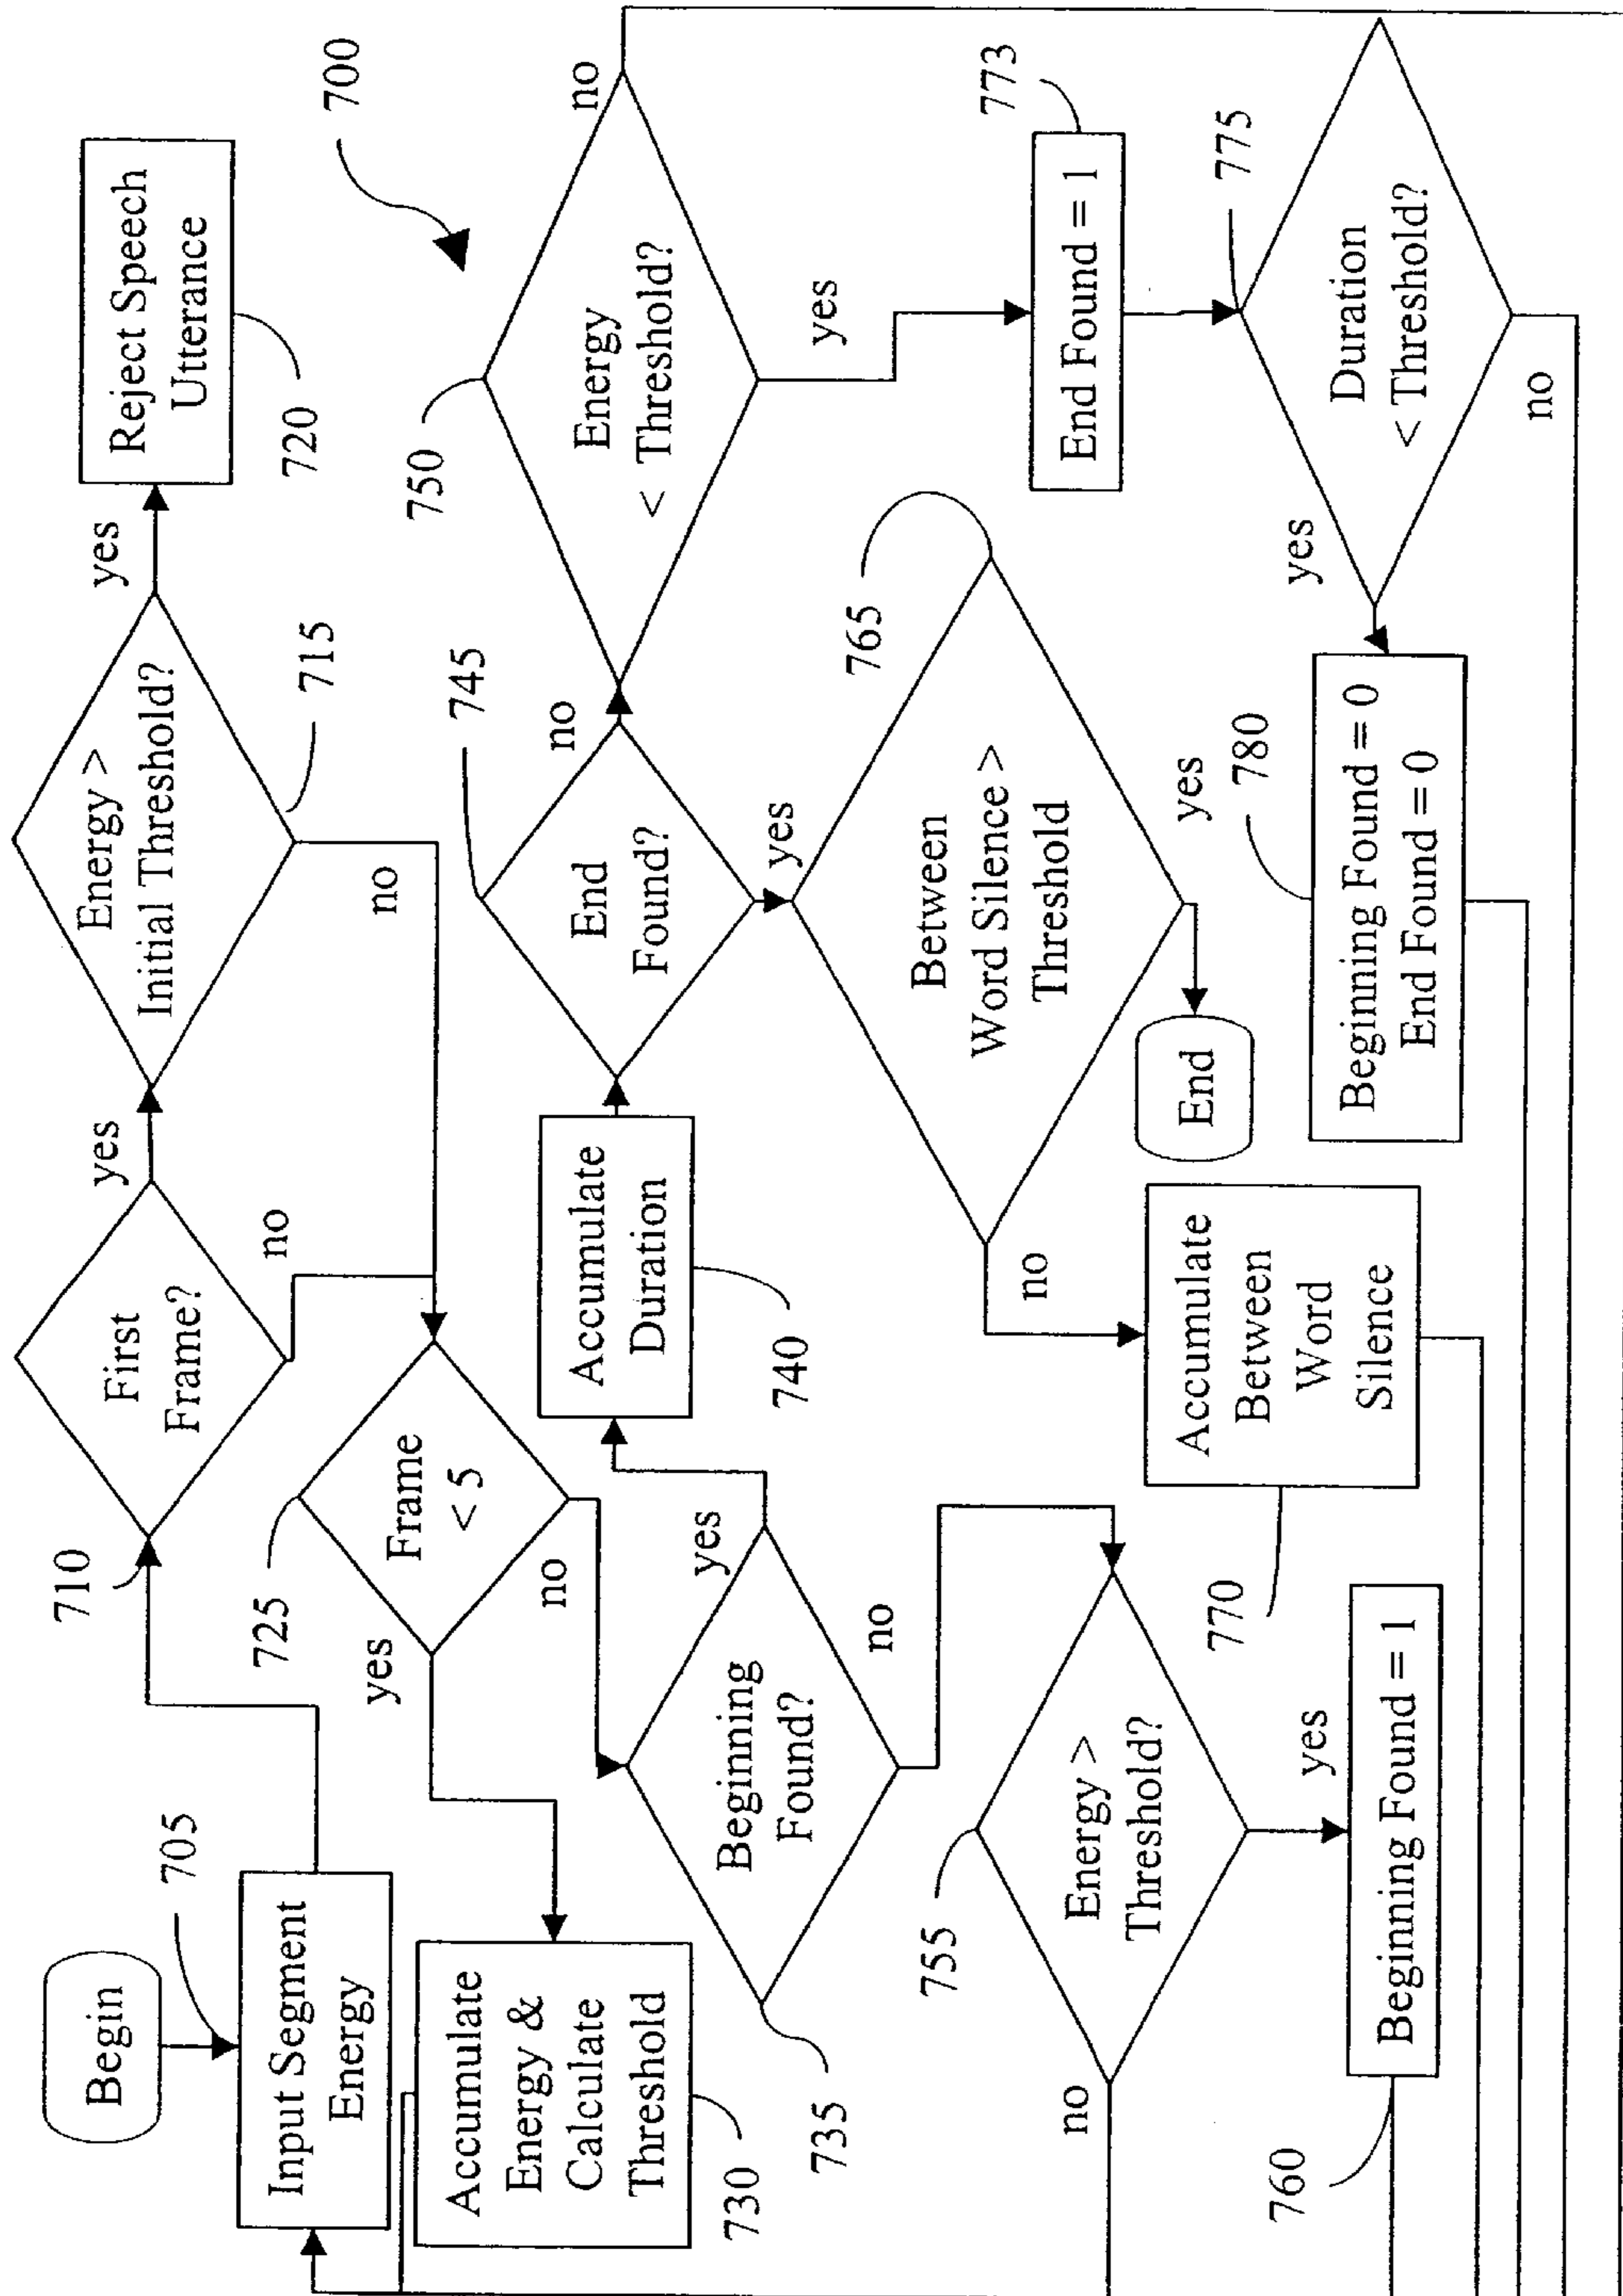 Begin
705
Input Segment
Energy
710
First
Frame?
yes
no
Energy >
Initial Threshold?
715
yes
no
Reject Speech
Utterance
720
700
725
Frame
< 5
yes
no
Accumulate
Energy &
Calculate
Threshold
730
Beginning
Found?
735
yes
no
Accumulate
Duration
740
745
End
Found?
no
yes
750
Energy
< Threshold?
no
yes
755
Energy >
Threshold?
no
yes
Beginning Found = 1
760
765
Between
Word Silence >
Threshold
no
yes
End
Accumulate
Between
Word
Silence
770
End Found = 1
773
775
Duration
< Threshold?
yes
no
780
Beginning Found = 0
End Found = 0